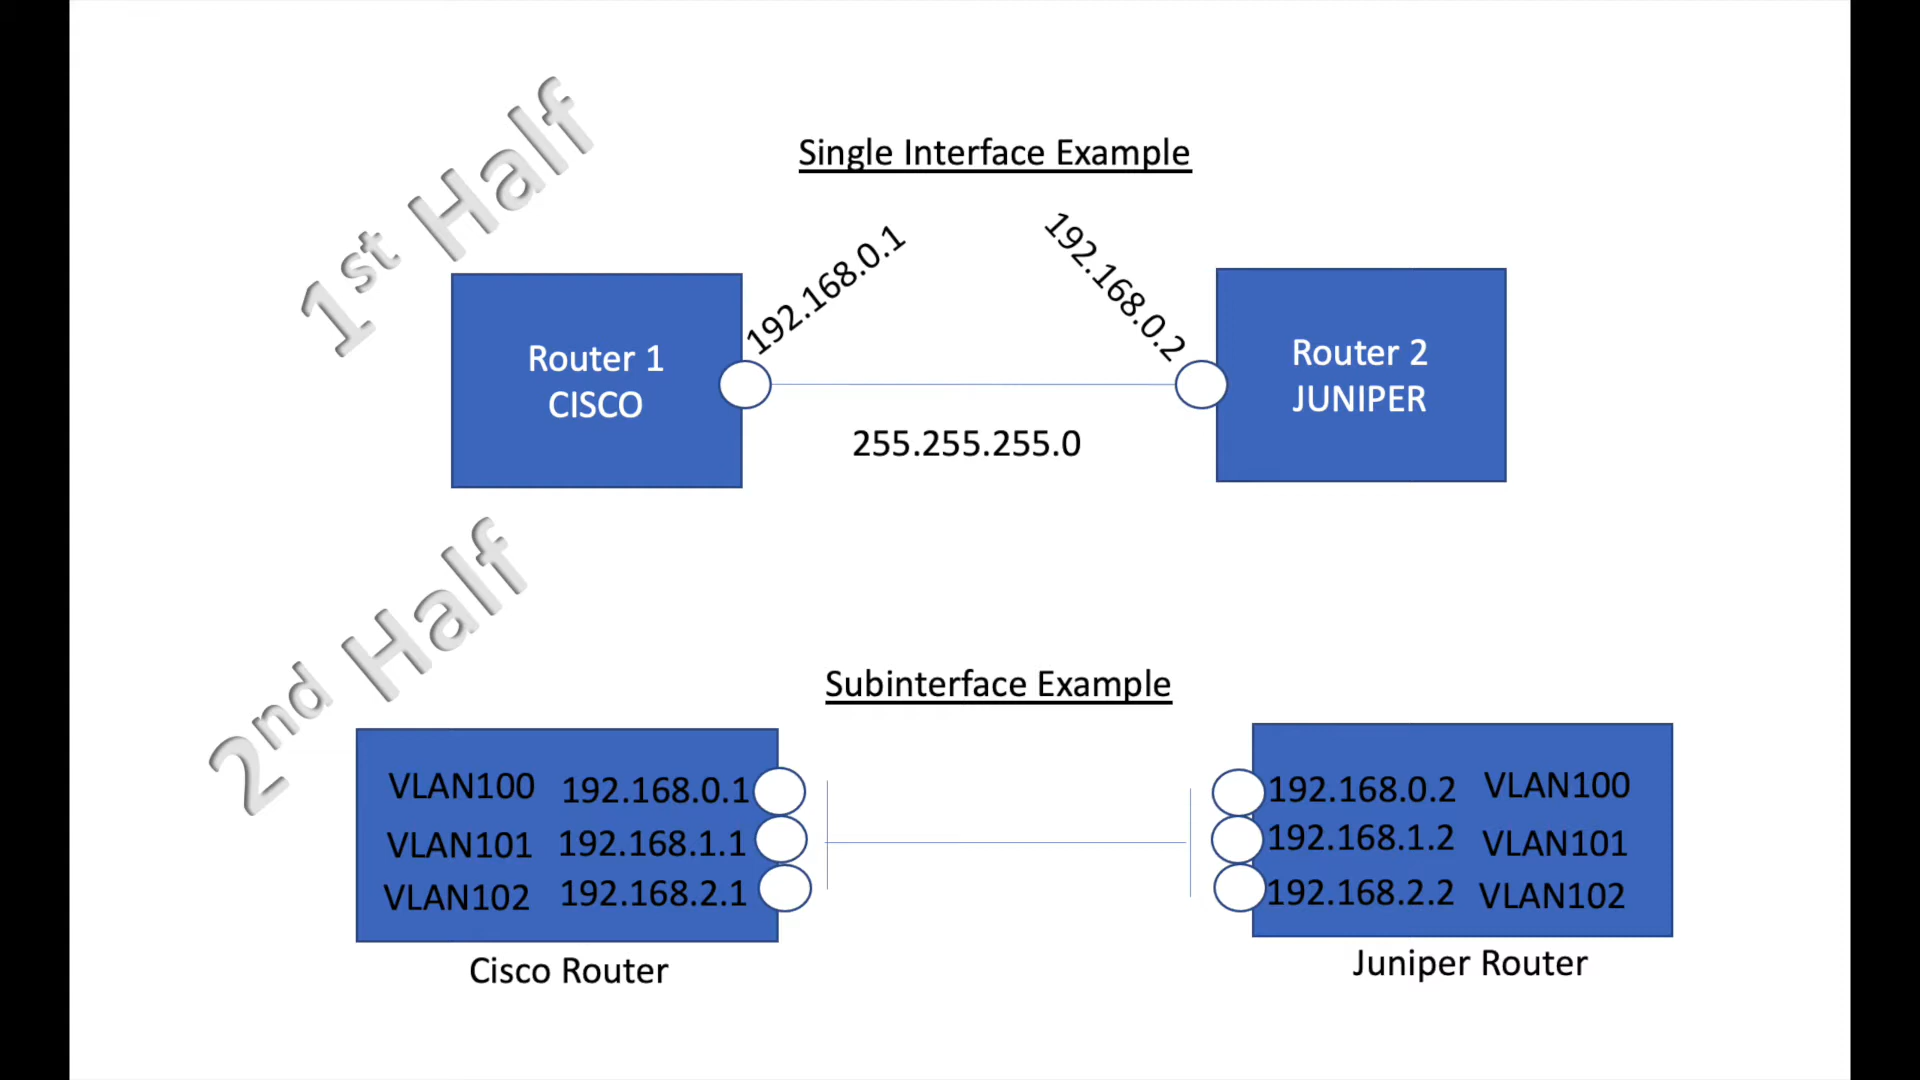 1st Half
Single Interface Example
192.168.0.1
192.168.0.2
Router 1
CISCO
Router 2
JUNIPER
255.255.255.0
2nd Half
Subinterface Example
VLAN100 192.168.0.1
VLAN101 192.168.1.1
VLAN102 192.168.2.1
192.168.0.2 VLAN100
192.168.1.2 VLAN101
192.168.2.2 VLAN102
Cisco Router
Juniper Router